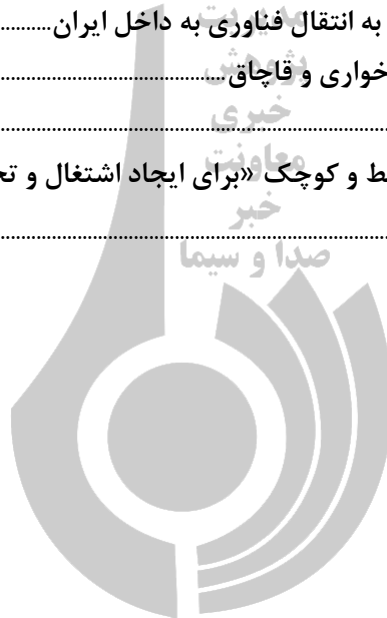 به انتقال فناوری به داخل ایران..........
خواری و قاچاق........................................
................................................................................
ط و کوچک «برای ایجاد اشتغال و تح
................................................................................
مدیریت
پژوهش
خبری
معاونت
خبر
صدا و سیما